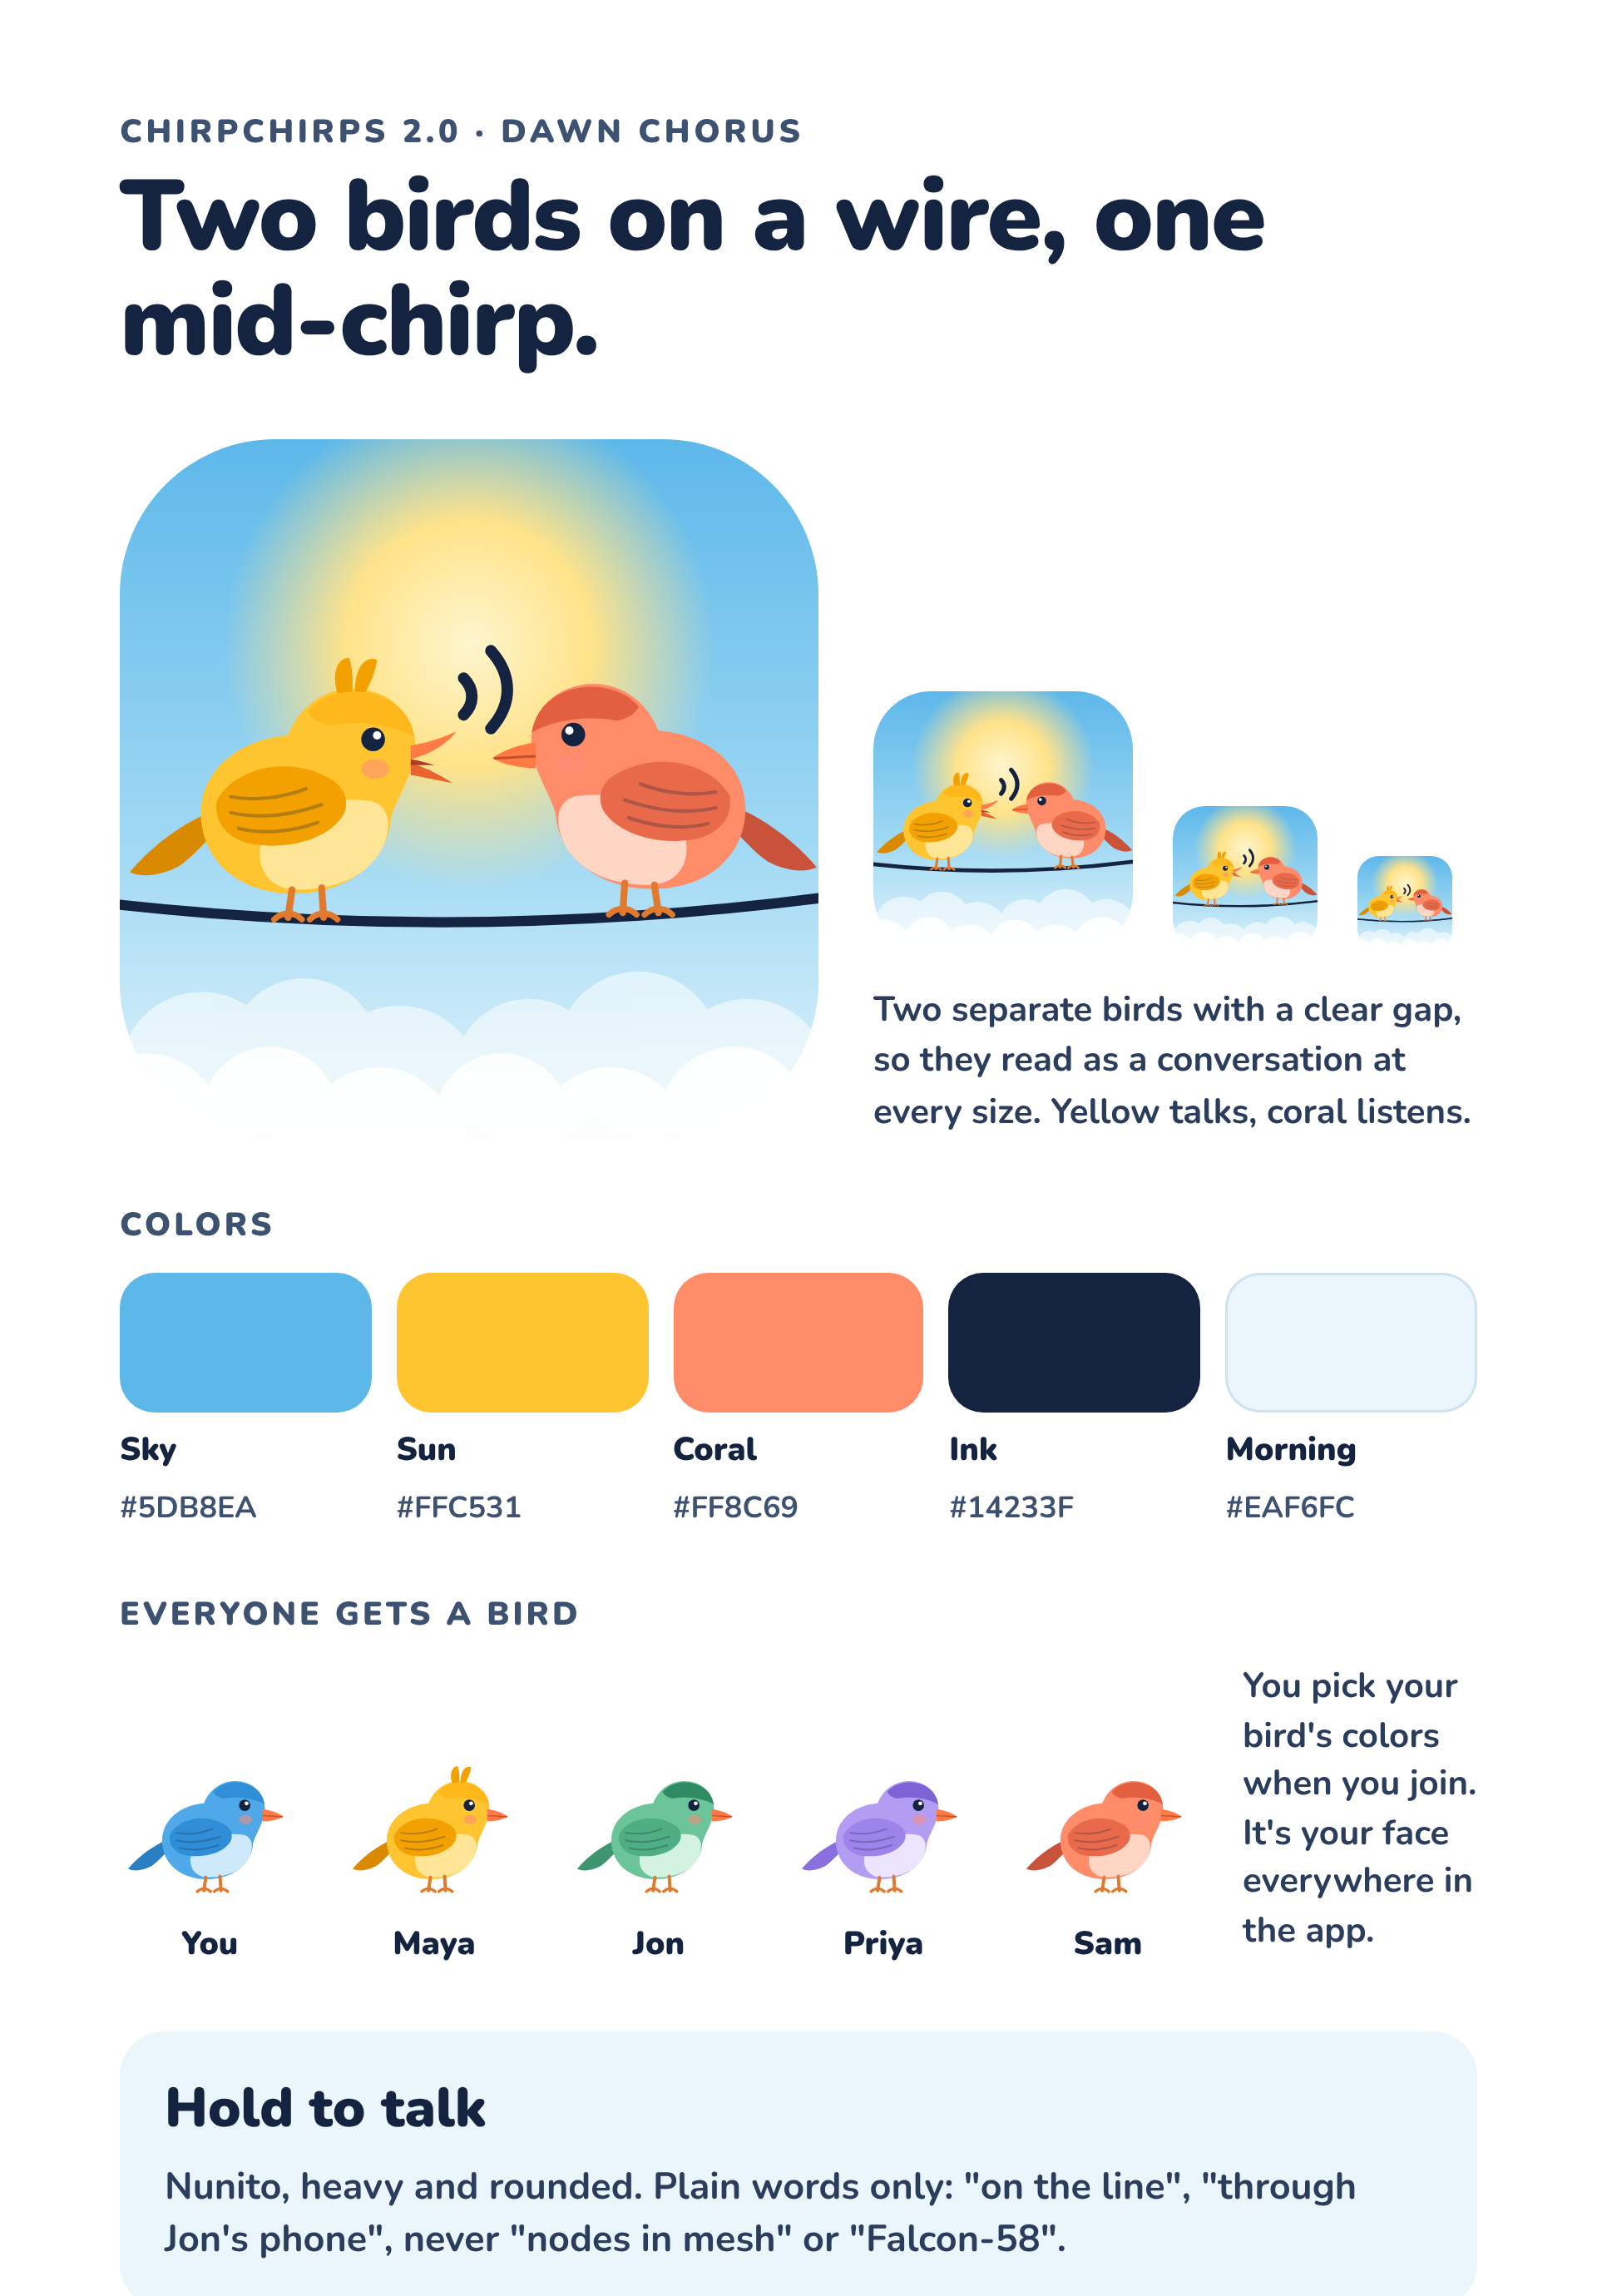 CHIRPCHIRPS 2.0 · DAWN CHORUS
Two birds on a wire, one
mid-chirp.
Two separate birds with a clear gap,
so they read as a conversation at
every size. Yellow talks, coral listens.
COLORS
Sky
#5DB8EA
Sun
#FFC531
Coral
#FF8C69
Ink
#14233F
Morning
#EAF6FC
EVERYONE GETS A BIRD
You
Maya
Jon
Priya
Sam
You pick your
bird's colors
when you join.
It's your face
everywhere in
the app.
Hold to talk
Nunito, heavy and rounded. Plain words only: "on the line", "through
Jon's phone", never "nodes in mesh" or "Falcon-58".